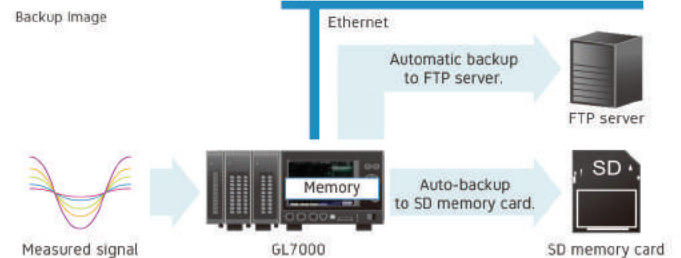 Backup Image
Ethernet
Automatic backup
to FTP server.
FTP server
Memory
Auto-backup
to SD memory card.
SD
Measured signal
GL7000
SD memory card